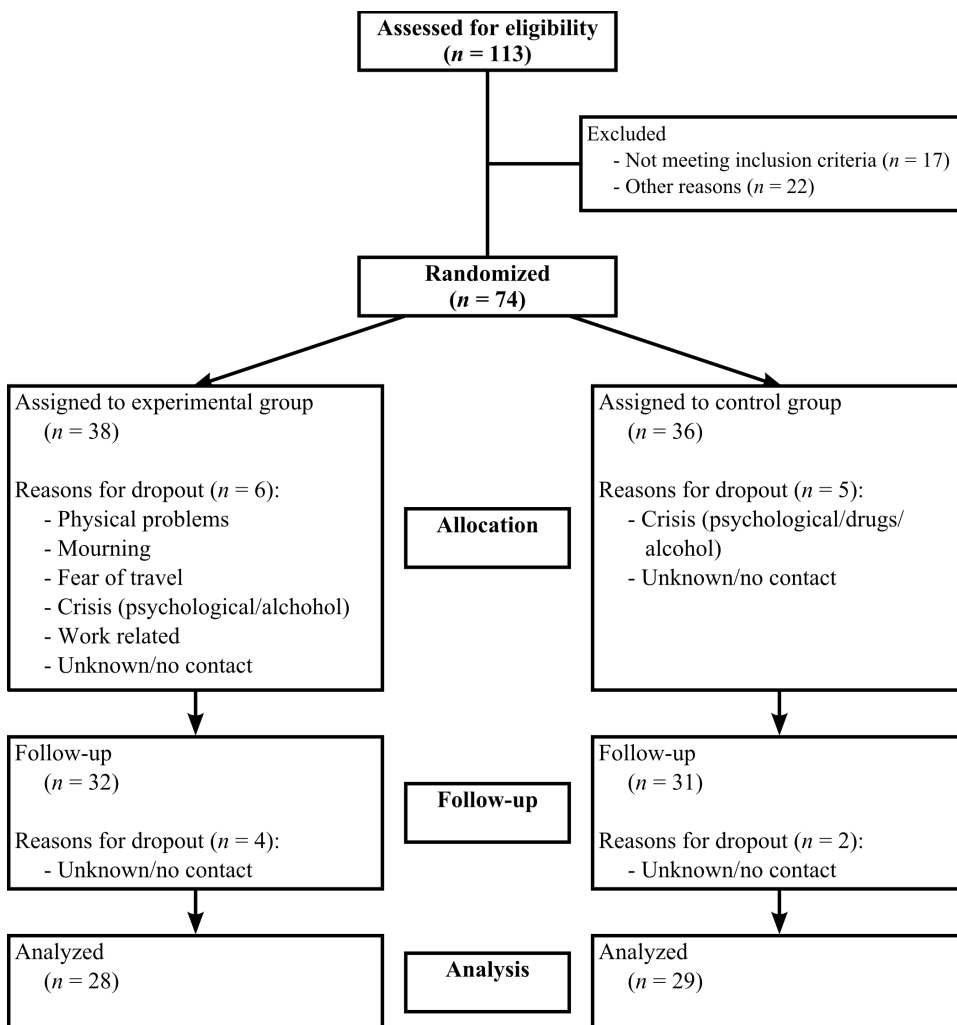 Assessed for eligibility
(n = 113)
Excluded
- Not meeting inclusion criteria (n = 17)
- Other reasons (n = 22)
Randomized
(n = 74)
Assigned to experimental group
(n = 38)
Reasons for dropout (n = 6):
- Physical problems
- Mourning
- Fear of travel
- Crisis (psychological/alchohol)
- Work related
- Unknown/no contact
Allocation
Assigned to control group
(n = 36)
Reasons for dropout (n = 5):
- Crisis (psychological/drugs/
alcohol)
- Unknown/no contact
Follow-up
(n = 32)
Reasons for dropout (n = 4):
- Unknown/no contact
Follow-up
Follow-up
(n = 31)
Reasons for dropout (n = 2):
- Unknown/no contact
Analyzed
(n = 28)
Analysis
Analyzed
(n = 29)